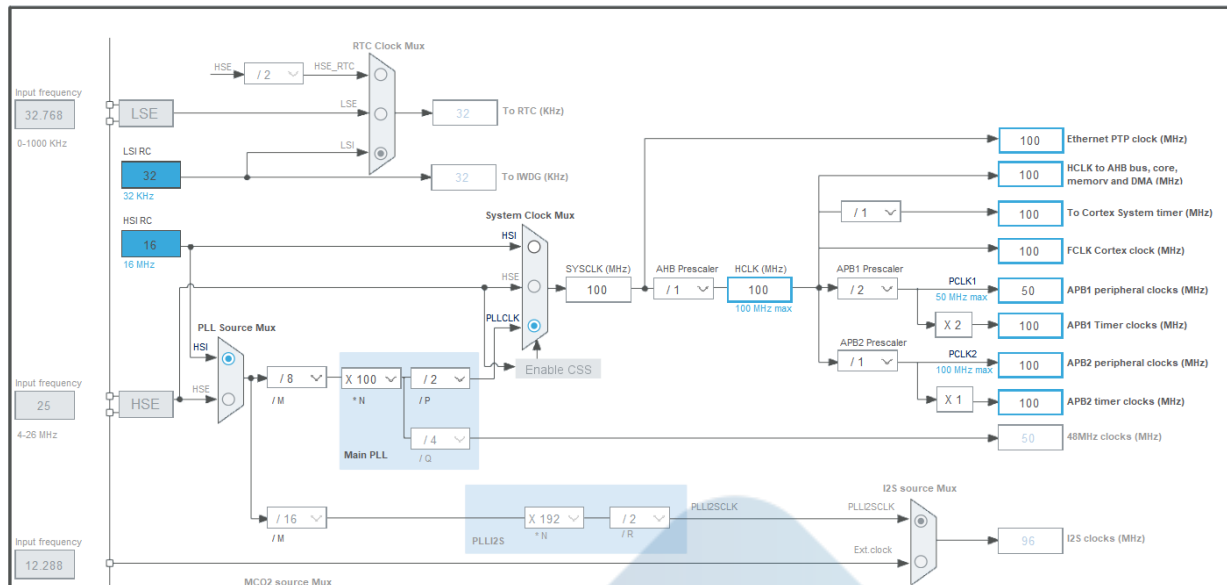 RTC Clock Mux
HSE
/ 2
HSE_RTC
Input frequency
32.768
0-1000 KHz
LSE
LSE
32
To RTC (KHz)
LSI RC
32
32 KHz
LSI
32
To IWDG (KHz)
HSI RC
16
16 MHz
System Clock Mux
HSI
HSE
PLLCLK
Enable CSS
SYSCLK (MHz)
100
AHB Prescaler
/ 1
HCLK (MHz)
100
100 MHz max
100
Ethernet PTP clock (MHz)
100
HCLK to AHB bus, core,
memory and DMA (MHz)
/ 1
100
To Cortex System timer (MHz)
100
FCLK Cortex clock (MHz)
APB1 Prescaler
/ 2
PCLK1
50 MHz max
50
APB1 peripheral clocks (MHz)
X 2
100
APB1 Timer clocks (MHz)
APB2 Prescaler
/ 1
PCLK2
100 MHz max
100
APB2 peripheral clocks (MHz)
X 1
100
APB2 timer clocks (MHz)
PLL Source Mux
HSI
HSE
Input frequency
25
4-26 MHz
HSE
/ 8
/ M
X 100
* N
/ 2
/ P
/ 4
/ Q
Main PLL
50
48MHz clocks (MHz)
/ 16
/ M
X 192
* N
/ 2
/ R
PLLI2S
PLLI2SCLK
I2S source Mux
PLLI2SCLK
Ext.clock
96
I2S clocks (MHz)
Input frequency
12.288
MCO2 source Mux